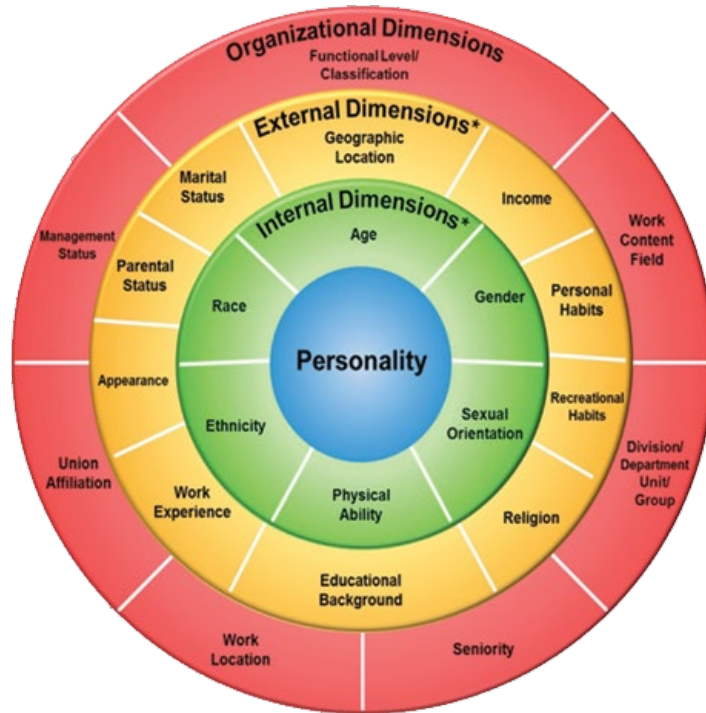 Organizational Dimensions
Functional Level/
Classification
External Dimensions*
Geographic
Location
Marital
Status
Income
Internal Dimensions*
Age
Management
Status
Work
Content
Field
Parental
Status
Personal
Habits
Race
Gender
Personality
Appearance
Recreational
Habits
Ethnicity
Sexual
Orientation
Union
Affiliation
Division/
Department
Unit/
Group
Work
Experience
Physical
Ability
Religion
Educational
Background
Work
Location
Seniority